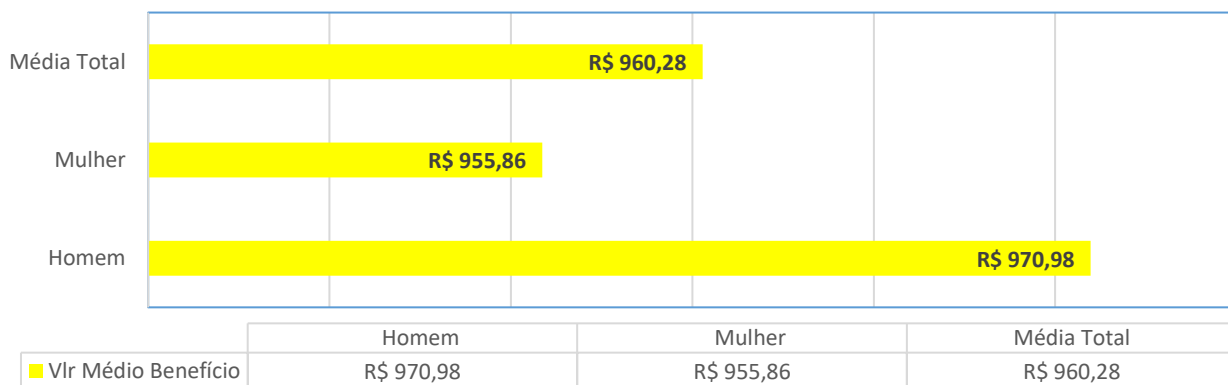 Média Total
R$ 960,28
Mulher
R$ 955,86
Homem
R$ 970,98
Homem Mulher Média Total
Vlr Médio Benefício R$ 970,98 R$ 955,86 R$ 960,28